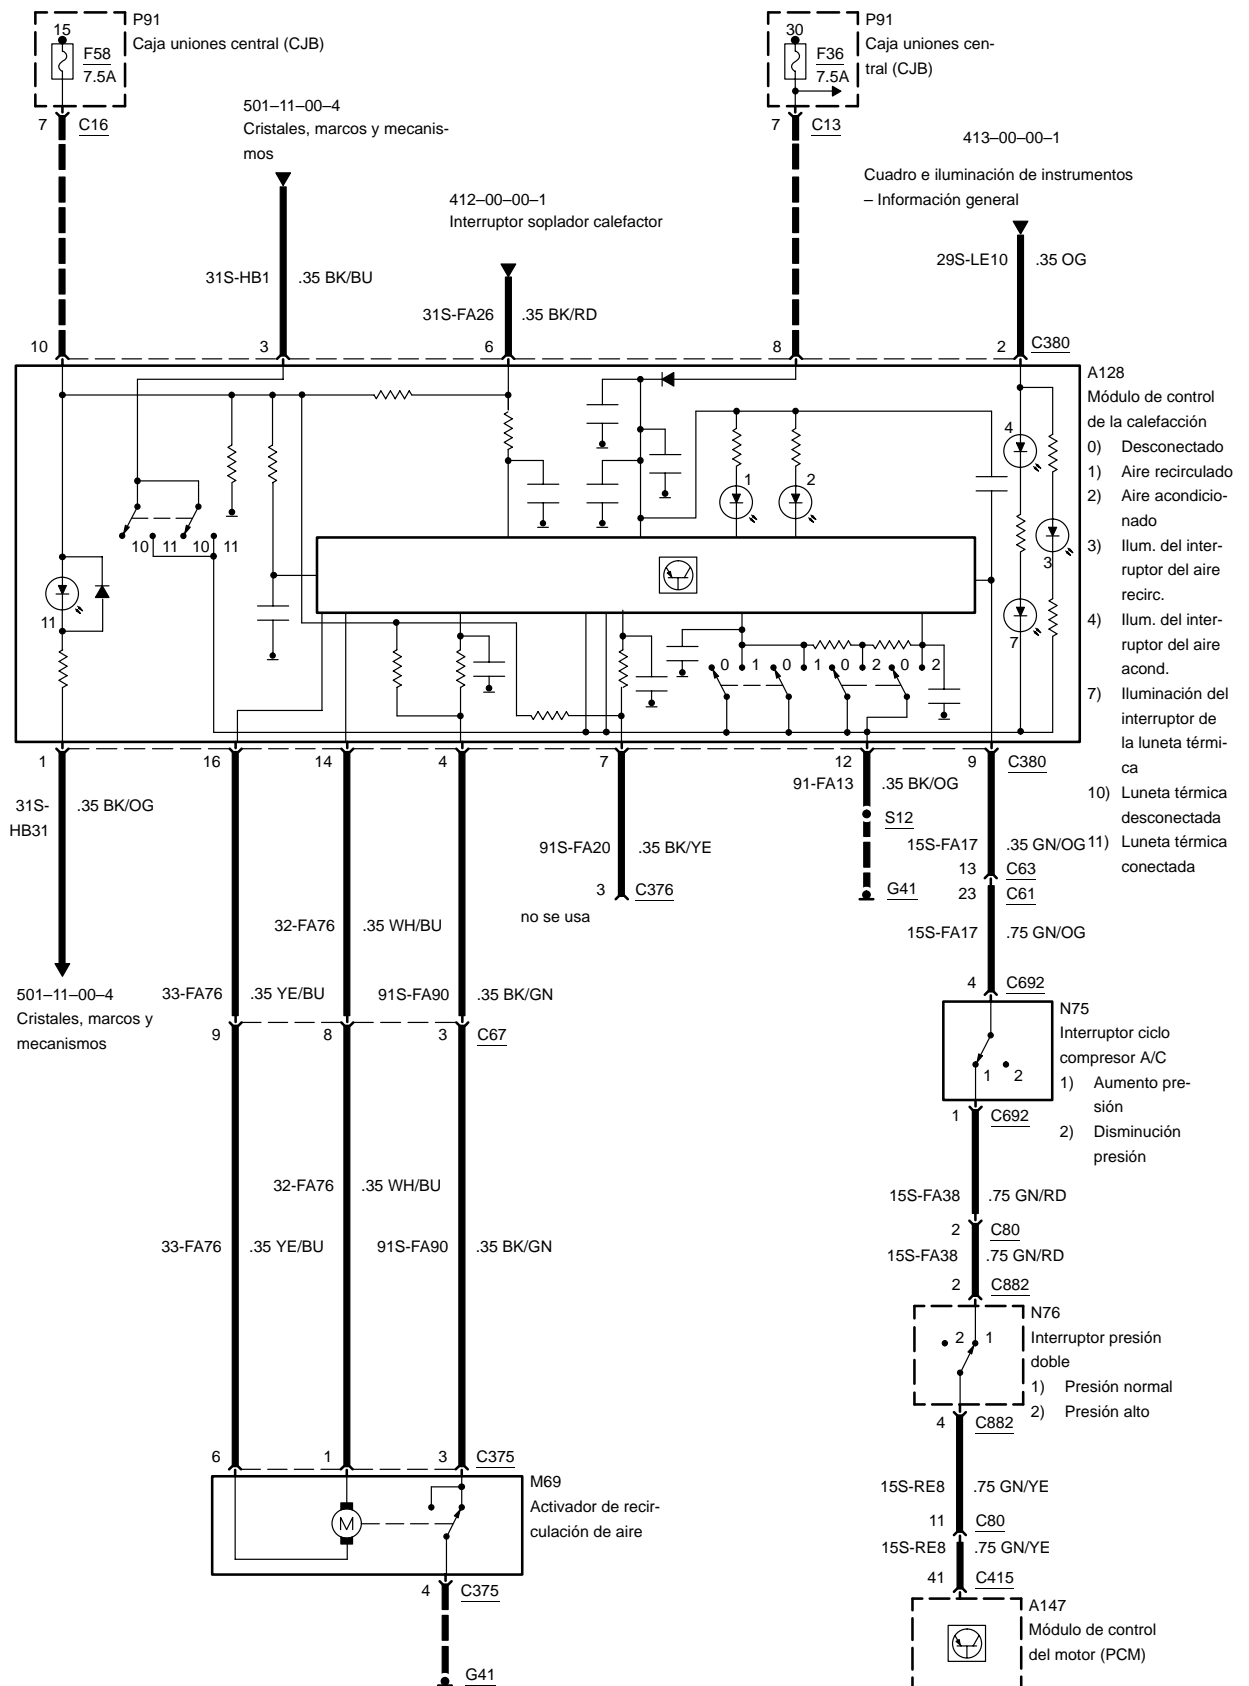 P91
Caja uniones central (CJB)
15
F58
7.5A
7 C16
P91
Caja uniones cen-
tral (CJB)
30
F36
7.5A
7 C13
501–11–00–4
Cristales, marcos y mecanis-
mos
413–00–00–1
Cuadro e iluminación de instrumentos
– Información general
412–00–00–1
Interruptor soplador calefactor
31S-HB1 .35 BK/BU
29S-LE10 .35 OG
31S-FA26 .35 BK/RD
10 3 6 8 2 C380
A128
Módulo de control
de la calefacción
0) Desconectado
1) Aire recirculado
2) Aire acondicio-
nado
3) Ilum. del inter-
ruptor del aire
recirc.
4) Ilum. del inter-
ruptor del aire
acond.
7) Iluminación del
interruptor de
la luneta térmi-
ca
10) Luneta térmica
desconectada
11) Luneta térmica
conectada
4
1 2
10 11 10 11
3
11
7
0 1 0 1 0 2 0 2
1 16 14 4 7 12 9 C380
31S-
HB31
.35 BK/OG
91-FA13 .35 BK/OG
S12
91S-FA20 .35 BK/YE
15S-FA17 .35 GN/OG
13 C63
3 C376
G41
23 C61
no se usa
32-FA76 .35 WH/BU
15S-FA17 .75 GN/OG
501–11–00–4
Cristales, marcos y
mecanismos
33-FA76 .35 YE/BU
91S-FA90 .35 BK/GN
4 C692
9 8 3 C67
N75
Interruptor ciclo
compresor A/C
1) Aumento pre-
sión
2) Disminución
presión
1 2
1 C692
32-FA76 .35 WH/BU
15S-FA38 .75 GN/RD
2 C80
33-FA76 .35 YE/BU
91S-FA90 .35 BK/GN
15S-FA38 .75 GN/RD
2 C882
N76
Interruptor presión
doble
1) Presión normal
2) Presión alto
2 1
4 C882
6 1 3 C375
M69
Activador de recir-
culación de aire
M
15S-RE8 .75 GN/YE
11 C80
15S-RE8 .75 GN/YE
4 C375
41 C415
A147
Módulo de control
del motor (PCM)
G41